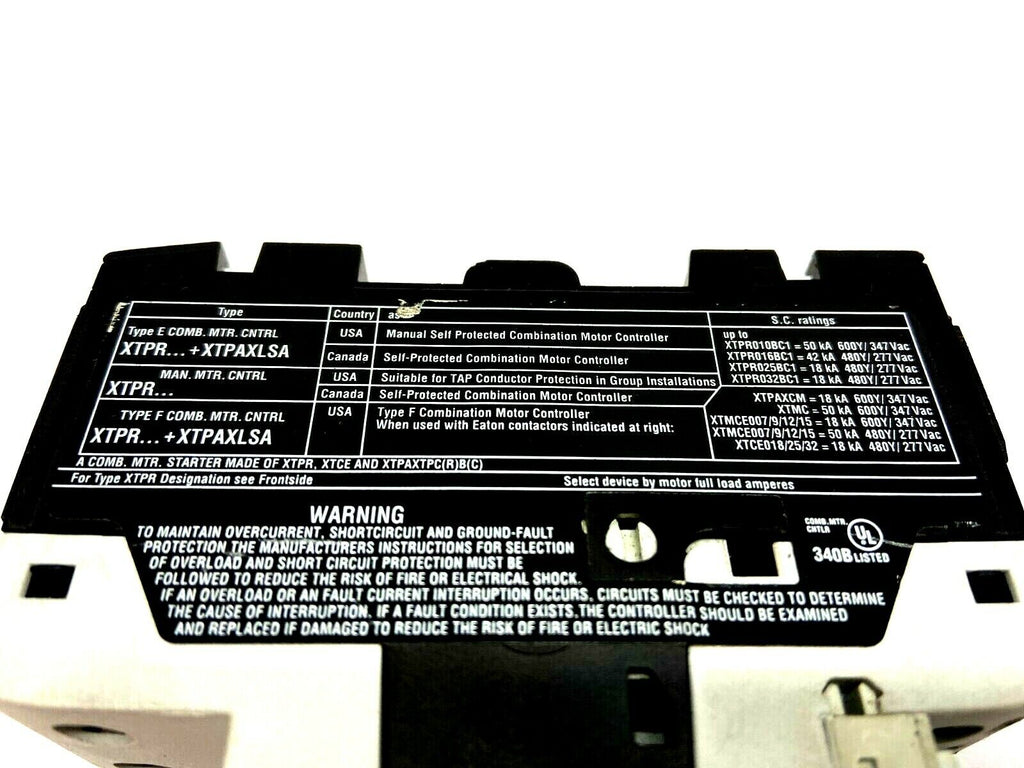 Type Country as S.C. ratings
Type E COMB. MTR. CNTRL
XTPR... +XTPAXLSA
USA Manual Self Protected Combination Motor Controller
Canada Self-Protected Combination Motor Controller
up to
XTPR010BC1 = 50 kA 600Y/ 347Vac
XTPR016BC1 = 42 kA 480Y/ 277Vac
XTPR025BC1 = 18 kA 480Y/ 277Vac
XTPR032BC1 = 18 kA 480Y/ 277Vac
MAN. MTR. CNTRL
XTPR...
USA Suitable for TAP Conductor Protection in Group Installations
Canada Self-Protected Combination Motor Controller
TYPE F COMB. MTR. CNTRL
XTPR... +XTPAXLSA
USA Type F Combination Motor Controller
When used with Eaton contactors indicated at right:
XTPAXCM = 18 kA 600Y/ 347Vac
XTMC = 50 kA 600Y/ 347Vac
XTMCE007/9/12/15 = 18 kA 600Y/ 347Vac
XTMCE007/9/12/15 = 50 kA 480Y/ 277Vac
XTCE018/25/32 = 18 kA 480Y/ 277Vac
A COMB. MTR. STARTER MADE OF XTPR, XTCE AND XTPAXTPC(R)B(C)
For Type XTPR Designation see Frontside Select device by motor full load amperes
WARNING
TO MAINTAIN OVERCURRENT, SHORTCIRCUIT AND GROUND-FAULT
PROTECTION THE MANUFACTURERS INSTRUCTIONS FOR SELECTION
OF OVERLOAD AND SHORT CIRCUIT PROTECTION MUST BE
FOLLOWED TO REDUCE THE RISK OF FIRE OR ELECTRICAL SHOCK.
IF AN OVERLOAD OR AN FAULT CURRENT INTERRUPTION OCCURS, CIRCUITS MUST BE CHECKED TO DETERMINE
THE CAUSE OF INTERRUPTION. IF A FAULT CONDITION EXISTS, THE CONTROLLER SHOULD BE EXAMINED
AND REPLACED IF DAMAGED TO REDUCE THE RISK OF FIRE OR ELECTRIC SHOCK
COMB. MTR.
CNTLR
UL
340B LISTED